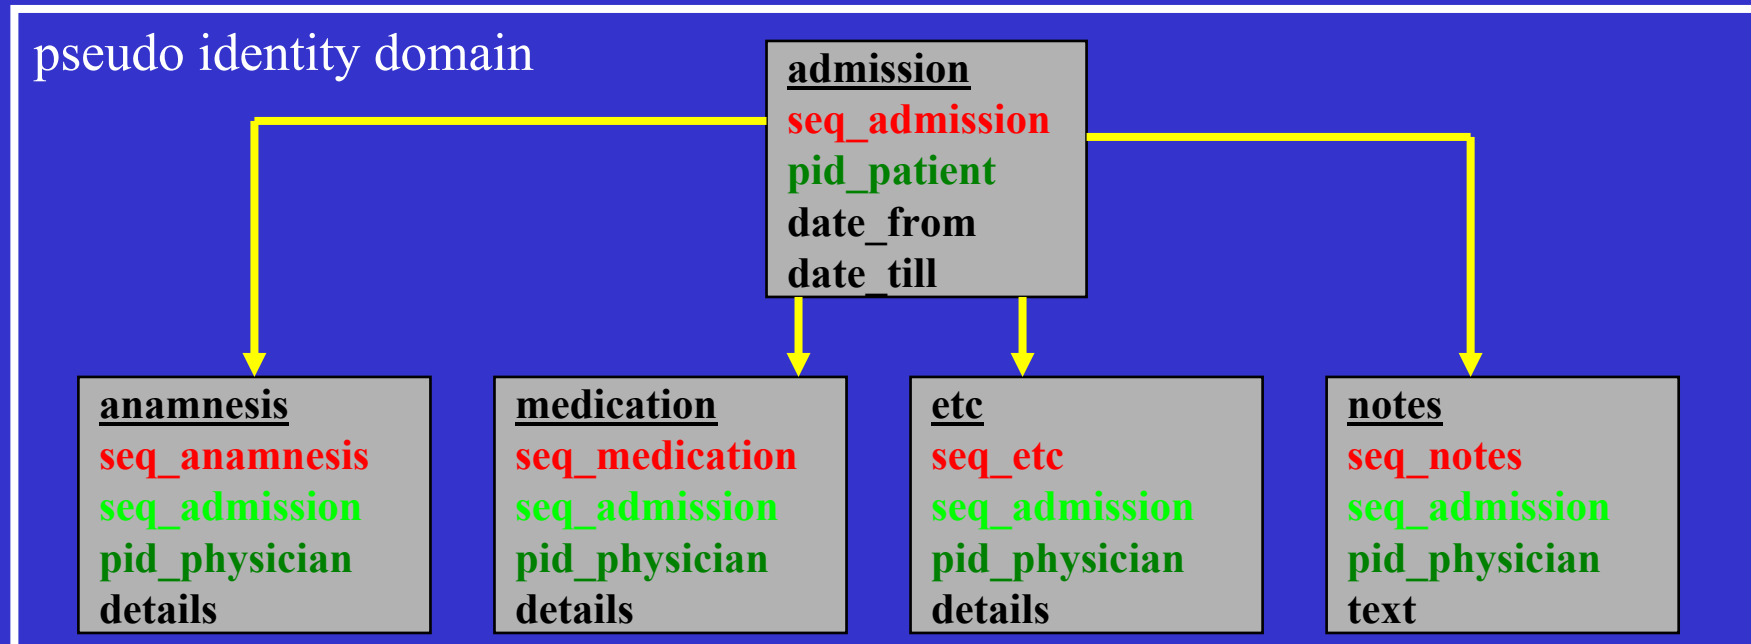 pseudo identity domain
admission
seq_admission
pid_patient
date_from
date_till
anamnesis
seq_anamnesis
seq_admission
pid_physician
details
medication
seq_medication
seq_admission
pid_physician
details
etc
seq_etc
seq_admission
pid_physician
details
notes
seq_notes
seq_admission
pid_physician
text